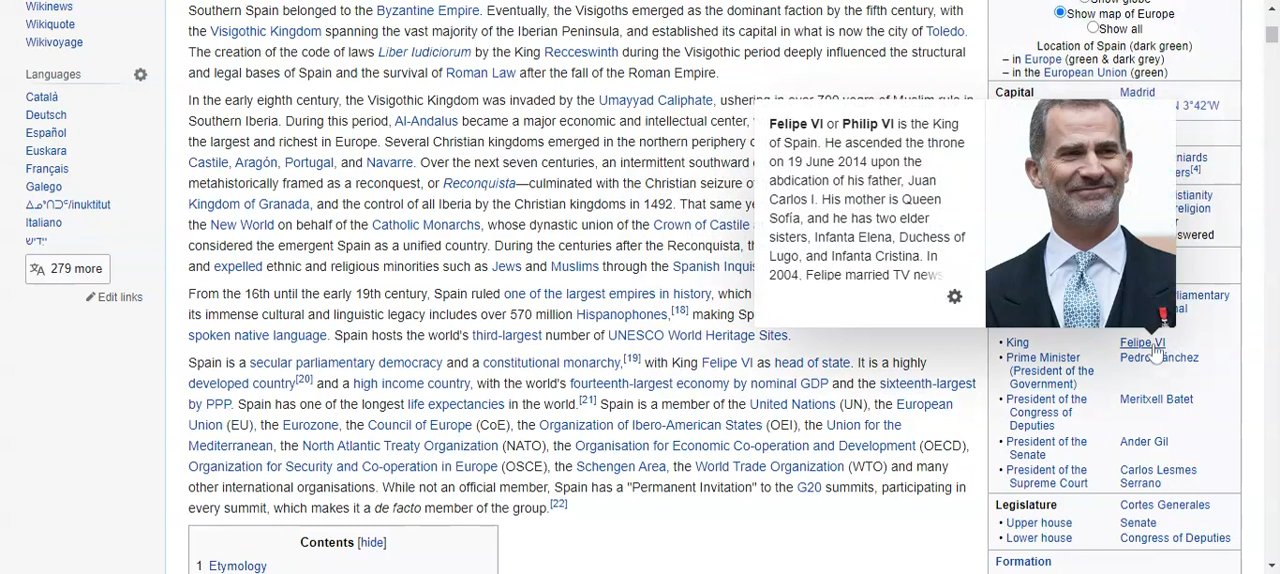 Wikinews
Wikiquote
Wikivoyage
Languages
Català
Deutsch
Español
Euskara
Français
Galego
ᐃᓄᒃᑎᑐᑦ/inuktitut
Italiano
ייִדיש
279 more
Edit links
Southern Spain belonged to the Byzantine Empire. Eventually, the Visigoths emerged as the dominant faction by the fifth century, with
the Visigothic Kingdom spanning the vast majority of the Iberian Peninsula, and established its capital in what is now the city of Toledo.
The creation of the code of laws Liber Iudiciorum by the King Recceswinth during the Visigothic period deeply influenced the structural
and legal bases of Spain and the survival of Roman Law after the fall of the Roman Empire.
In the early eighth century, the Visigothic Kingdom was invaded by the Umayyad Caliphate, ushering in over 700 years of Muslim rule in
Southern Iberia. During this period, Al-Andalus became a major economic and intellectual center,
the largest and richest in Europe. Several Christian kingdoms emerged in the northern periphery
Castile, Aragón, Portugal, and Navarre. Over the next seven centuries, an intermittent southward
metahistorically framed as a reconquest, or Reconquista—culminated with the Christian seizure of
Kingdom of Granada, and the control of all Iberia by the Christian kingdoms in 1492. That same
the New World on behalf of the Catholic Monarchs, whose dynastic union of the Crown of Castile
considered the emergent Spain as a unified country. During the centuries after the Reconquista,
and expelled ethnic and religious minorities such as Jews and Muslims through the Spanish
From the 16th until the early 19th century, Spain ruled one of the largest empires in history, which
its immense cultural and linguistic legacy includes over 570 million Hispanophones,[18] making
spoken native language. Spain hosts the world's third-largest number of UNESCO World Heritage Sites.
Spain is a secular parliamentary democracy and a constitutional monarchy,[19] with King Felipe VI as head of state. It is a highly
developed country[20] and a high income country, with the world's fourteenth-largest economy by nominal GDP and the sixteenth-largest
by PPP. Spain has one of the longest life expectancies in the world.[21] Spain is a member of the United Nations (UN), the European
Union (EU), the Eurozone, the Council of Europe (CoE), the Organization of Ibero-American States (OEI), the Union for the
Mediterranean, the North Atlantic Treaty Organization (NATO), the Organisation for Economic Co-operation and Development (OECD),
Organization for Security and Co-operation in Europe (OSCE), the Schengen Area, the World Trade Organization (WTO) and many
other international organisations. While not an official member, Spain has a "Permanent Invitation" to the G20 summits, participating in
every summit, which makes it a de facto member of the group.[22]
Contents [hide]
1 Etymology
Felipe VI or Philip VI is the King
of Spain. He ascended the throne
on 19 June 2014 upon the
abdication of his father, Juan
Carlos I. His mother is Queen
Sofía, and he has two elder
sisters, Infanta Elena, Duchess of
Lugo, and Infanta Cristina. In
2004, Felipe married TV news
Show globe
Show map of Europe
Show all
Location of Spain (dark green)
– in Europe (green & dark grey)
– in the European Union (green)
Capital Madrid
N 3°42′W
[4]
• King Felipe VI
• Prime Minister Pedro Sánchez
(President of the
Government)
• President of the Meritxell Batet
Congress of
Deputies
• President of the Ander Gil
Senate
• President of the Carlos Lesmes
Supreme Court Serrano
Legislature Cortes Generales
• Upper house Senate
• Lower house Congress of Deputies
Formation